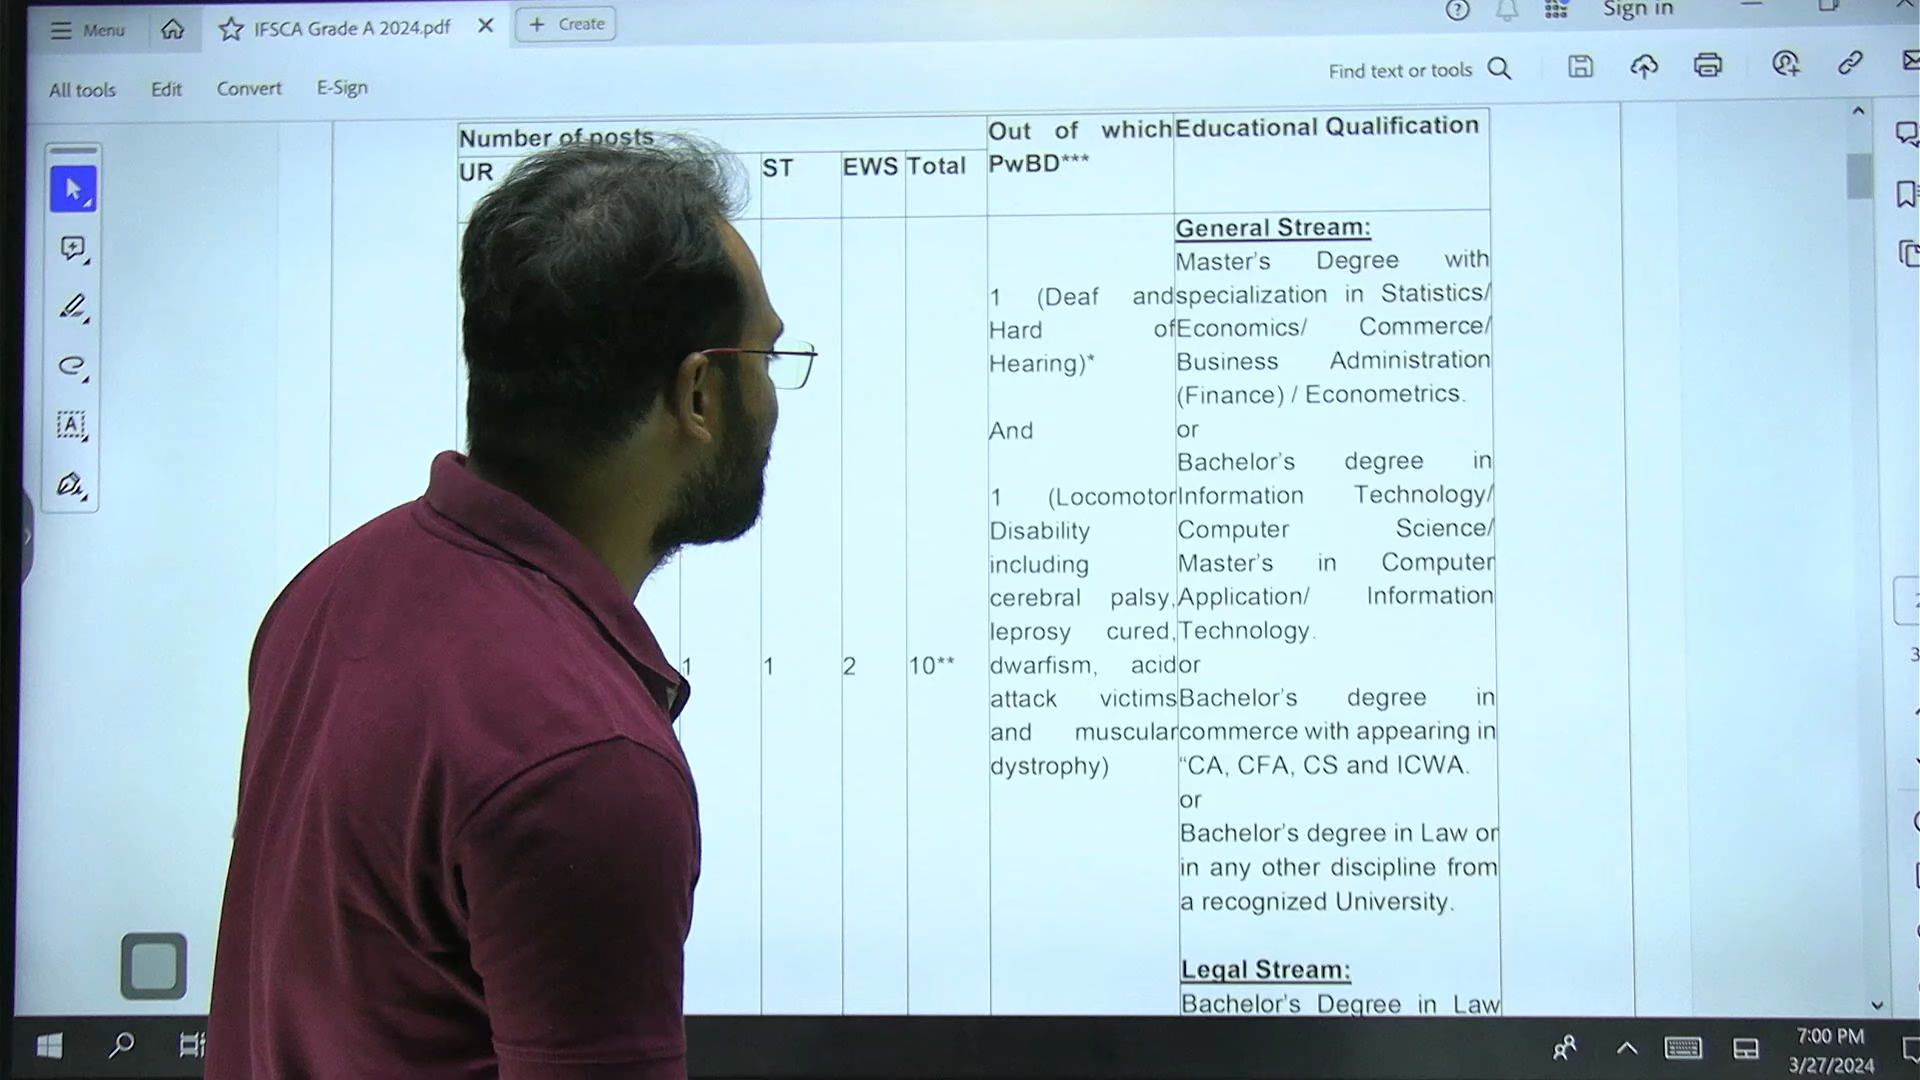 Menu
IFSCA Grade A 2024.pdf
Create
Sign in
All tools
Edit
Convert
E-Sign
Find text or tools
Number of posts
UR
ST
EWS
Total
Out of which
PwBD***
Educational Qualification
1
1
2
10**
1 (Deaf and
Hard of
Hearing)*
And
1 (Locomotor
Disability
including
cerebral palsy,
leprosy cured,
dwarfism, acid
attack victims
and muscular
dystrophy)
General Stream:
Master's Degree with
specialization in Statistics/
Economics/ Commerce/
Business Administration
(Finance) / Econometrics.
or
Bachelor's degree in
Information Technology/
Computer Science/
Master's in Computer
Application/ Information
Technology.
or
Bachelor's degree in
commerce with appearing in
“CA, CFA, CS and ICWA.
or
Bachelor's degree in Law or
in any other discipline from
a recognized University.
Legal Stream:
Bachelor's Degree in Law
7:00 PM
3/27/2024